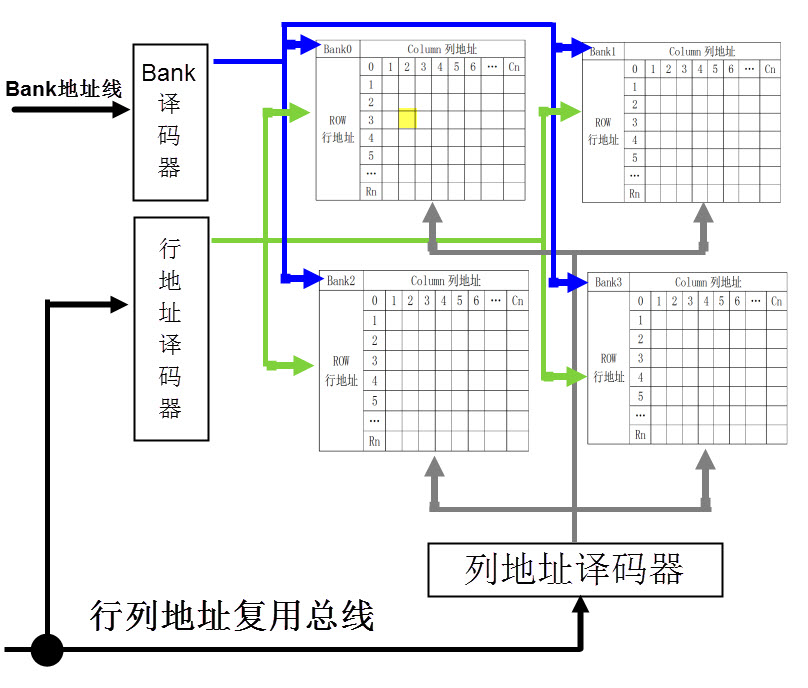 Bank地址线
Bank
译
码
器
行
地
址
译
码
器
Bank0 Column 列地址
0 1 2 3 4 5 6 … Cn
1
2
ROW 3
行地址 4
5
…
Rn
Bank1 Column 列地址
0 1 2 3 4 5 6 … Cn
1
2
ROW 3
行地址 4
5
…
Rn
Bank2 Column 列地址
0 1 2 3 4 5 6 … Cn
1
2
ROW 3
行地址 4
5
…
Rn
Bank3 Column 列地址
0 1 2 3 4 5 6 … Cn
1
2
ROW 3
行地址 4
5
…
Rn
列地址译码器
行列地址复用总线